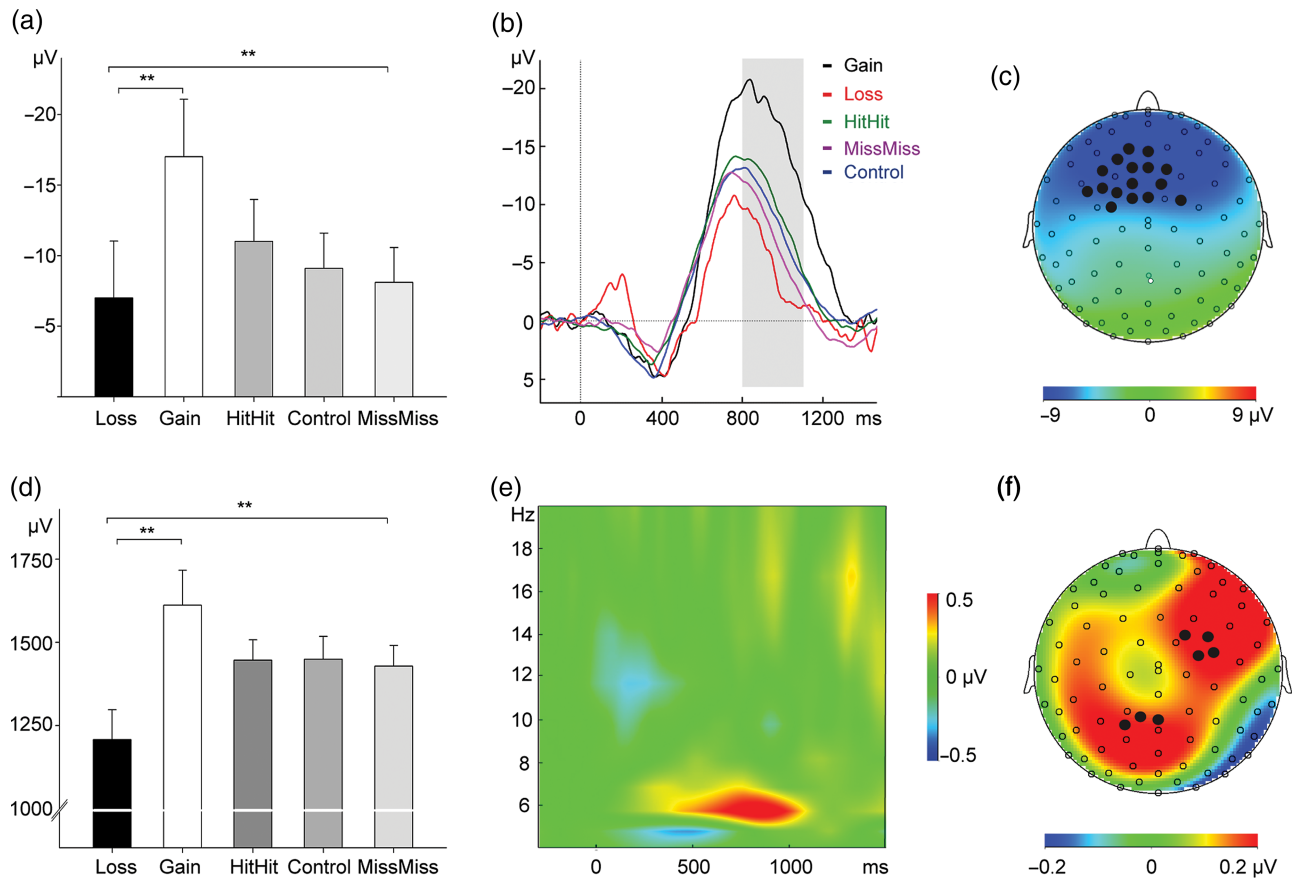 (a)
µV
**
**
−20
−15
−10
−5
Loss Gain HitHit Control MissMiss
(b)
µV
−20
−15
−10
−5
0
5
0 400 800 1200 ms
Gain
Loss
HitHit
MissMiss
Control
(c)
−9 0 9 µV
(d)
µV
**
**
1750
1500
1250
1000
Loss Gain HitHit Control MissMiss
(e)
Hz
18
16
14
12
10
8
6
0 500 1000 ms
0.5
0 µV
−0.5
(f)
−0.2 0 0.2 µV